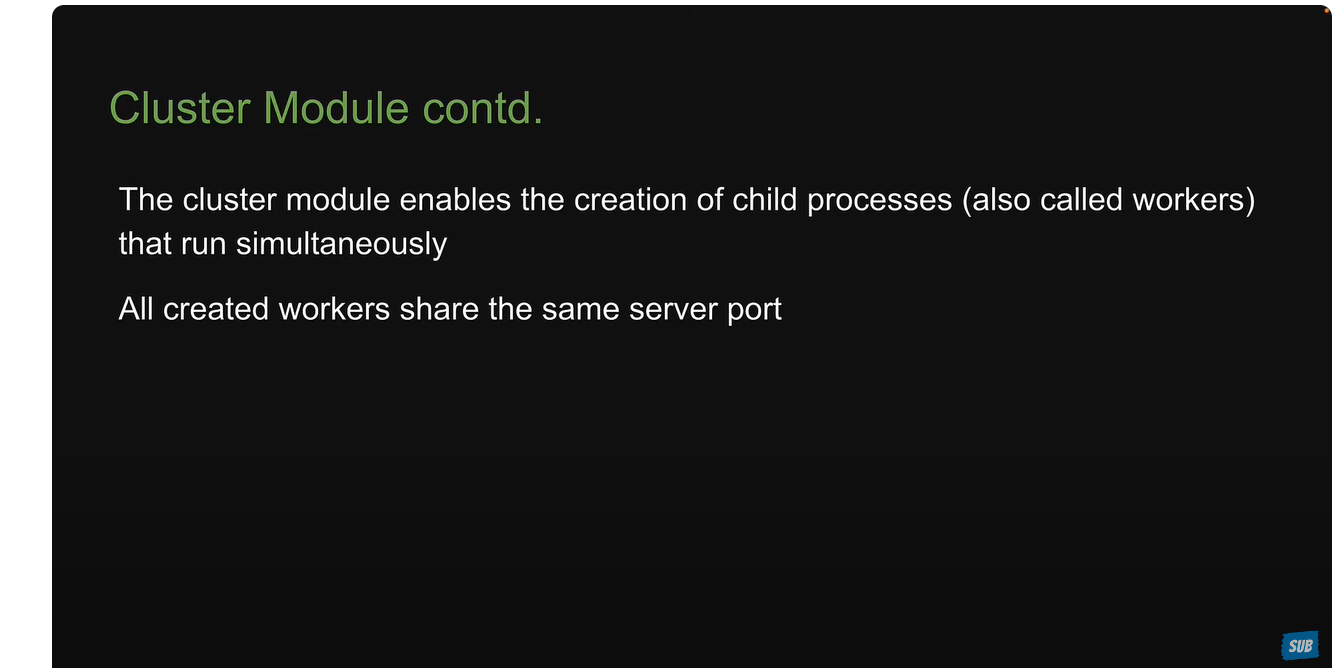 Cluster Module contd.
The cluster module enables the creation of child processes (also called workers)
that run simultaneously
All created workers share the same server port
SUB